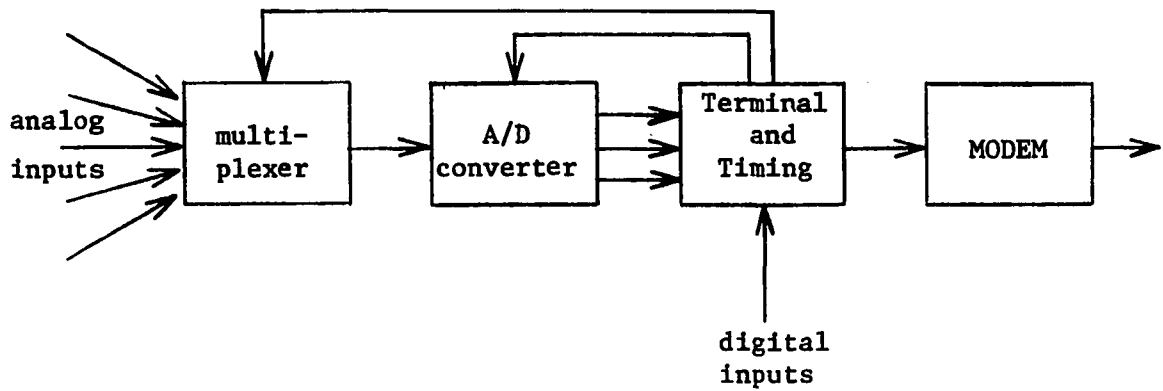 analog
inputs
multi-
plexer
A/D
converter
Terminal
and
Timing
MODEM
digital
inputs